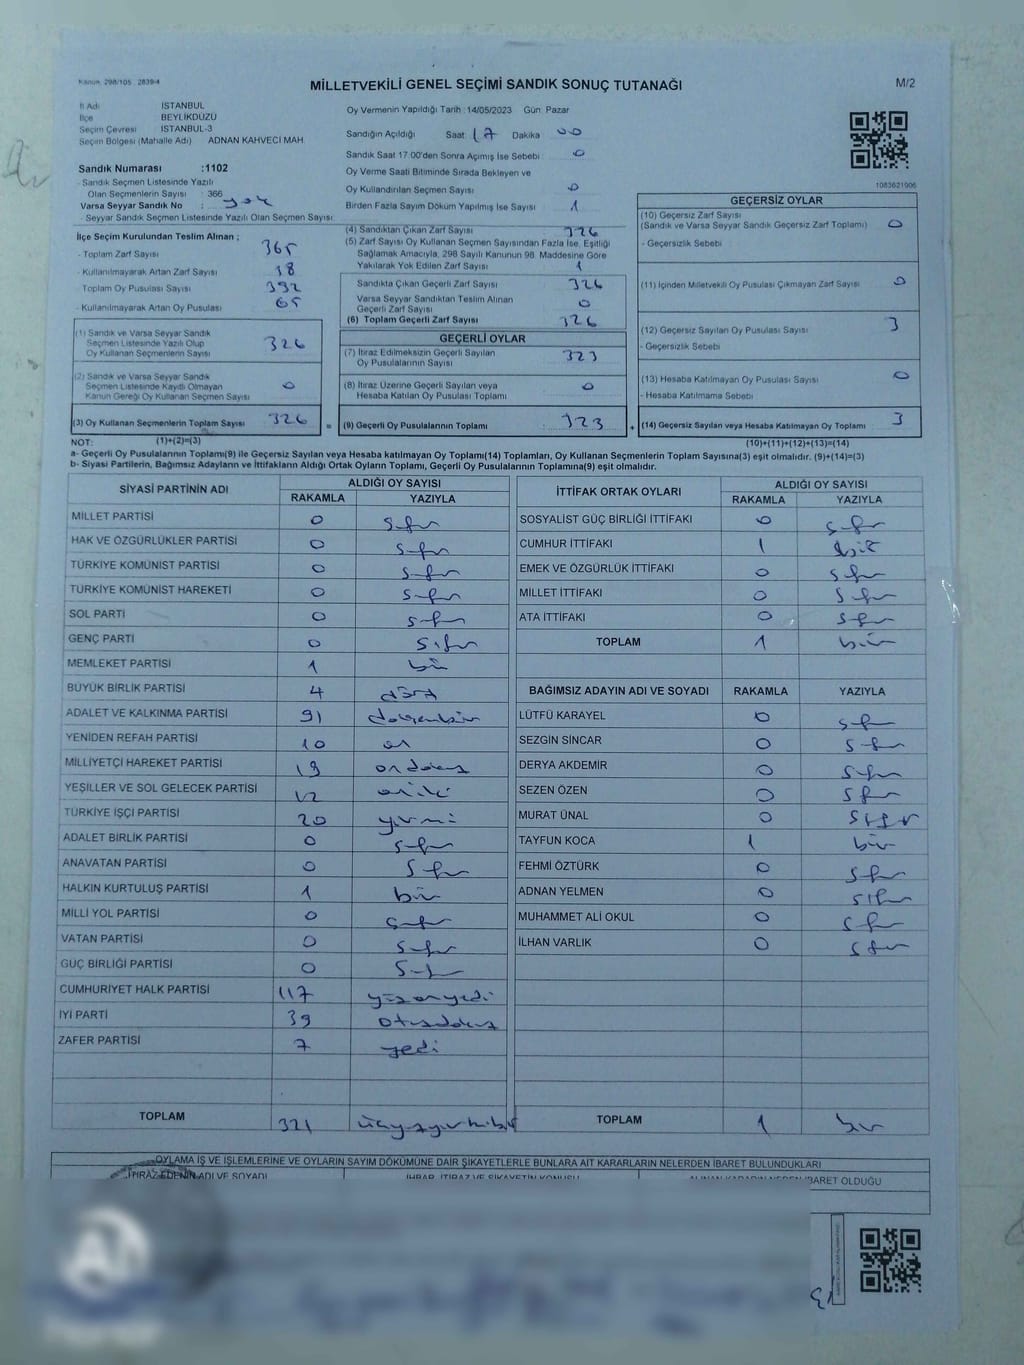 Kanun 298/105 2839/4
MİLLETVEKİLİ GENEL SEÇİMİ SANDIK SONUÇ TUTANAĞI
M/2
İl Adı İSTANBUL
İlçe BEYLİKDÜZÜ
Seçim Çevresi İSTANBUL-3
Seçim Bölgesi (Mahalle Adı) ADNAN KAHVECİ MAH.
Sandık Numarası :1102
- Sandık Seçmen Listesinde Yazılı
Olan Seçmenlerin Sayısı : 366
Varsa Seyyar Sandık No : yok
- Seyyar Sandık Seçmen Listesinde Yazılı Olan Seçmen Sayısı:
Oy Vermenin Yapıldığı Tarih :14/05/2023 Gün: Pazar
Sandığın Açıldığı Saat 17 Dakika 00
Sandık Saat 17:00'den Sonra Açılmış İse Sebebi 0
Oy Verme Saati Bitiminde Sırada Bekleyen ve
Oy Kullandırılan Seçmen Sayısı 0
Birden Fazla Sayım Döküm Yapılmış İse Sayısı 1
1083621906
İlçe Seçim Kurulundan Teslim Alınan ;
- Toplam Zarf Sayısı 365
- Kullanılmayarak Artan Zarf Sayısı
Toplam Oy Pusulası Sayısı 392
- Kullanılmayarak Artan Oy Pusulası 65
(1) Sandık ve Varsa Seyyar Sandık
Seçmen Listesinde Yazılı Olup
Oy Kullanan Seçmenlerin Sayısı 326
(2) Sandık ve Varsa Seyyar Sandık
Seçmen Listesinde Kayıtlı Olmayan
Kanun Gereği Oy Kullanan Seçmen Sayısı 0
(3) Oy Kullanan Seçmenlerin Toplam Sayısı 326
(4) Sandıktan Çıkan Zarf Sayısı 326
(5) Zarf Sayısı Oy Kullanan Seçmen Sayısından Fazla İse, Eşitliği
Sağlamak Amacıyla, 298 Sayılı Kanunun 98. Maddesine Göre
Yakılarak Yok Edilen Zarf Sayısı
Sandıkta Çıkan Geçerli Zarf Sayısı 326
Varsa Seyyar Sandıktan Teslim Alınan
Geçerli Zarf Sayısı 0
(6) Toplam Geçerli Zarf Sayısı 326
GEÇERLİ OYLAR
(7) İtiraz Edilmeksizin Geçerli Sayılan
Oy Pusulalarının Sayısı 323
(8) İtiraz Üzerine Geçerli Sayılan veya
Hesaba Katılan Oy Pusulası Toplamı 0
= (9) Geçerli Oy Pusulalarının Toplamı : 323
GEÇERSİZ OYLAR
(10) Geçersiz Zarf Sayısı
(Sandık ve Varsa Seyyar Sandık Geçersiz Zarf Toplamı) 0
- Geçersizlik Sebebi
(11) İçinden Milletvekili Oy Pusulası Çıkmayan Zarf Sayısı 0
(12) Geçersiz Sayılan Oy Pusulası Sayısı 3
- Geçersizlik Sebebi
(13) Hesaba Katılmayan Oy Pusulası Sayısı 0
- Hesaba Katılmama Sebebi
+ (14) Geçersiz Sayılan veya Hesaba Katılmayan Oy Toplamı 3
NOT: (1)+(2)=(3) (10)+(11)+(12)+(13)=(14)
a- Geçerli Oy Pusulalarının Toplamı(9) ile Geçersiz Sayılan veya Hesaba katılmayan Oy Toplamı(14) Toplamları, Oy Kullanan Seçmenlerin Toplam Sayısına(3) eşit olmalıdır. (9)+(14)=(3)
b- Siyasi Partilerin, Bağımsız Adayların ve İttifakların Aldığı Ortak Oyların Toplamı, Geçerli Oy Pusulalarının Toplamına(9) eşit olmalıdır.
SİYASİ PARTİNİN ADI ALDIĞI OY SAYISI
RAKAMLA YAZIYLA
MİLLET PARTİSİ 0 sıfır
HAK VE ÖZGÜRLÜKLER PARTİSİ 0 sıfır
TÜRKİYE KOMÜNİST PARTİSİ 0 sıfır
TÜRKİYE KOMÜNİST HAREKETİ 0 sıfır
SOL PARTİ 0 sıfır
GENÇ PARTİ 0 sıfır
MEMLEKET PARTİSİ 1 bir
BÜYÜK BİRLİK PARTİSİ 4 dört
ADALET VE KALKINMA PARTİSİ 91 doksanbir
YENİDEN REFAH PARTİSİ 10 on
MİLLİYETÇİ HAREKET PARTİSİ 19 ondokuz
YEŞİLLER VE SOL GELECEK PARTİSİ 12 oniki
TÜRKİYE İŞÇİ PARTİSİ 20 yirmi
ADALET BİRLİK PARTİSİ 0 sıfır
ANAVATAN PARTİSİ 0 sıfır
HALKIN KURTULUŞ PARTİSİ 1 bir
MİLLİ YOL PARTİSİ 0 sıfır
VATAN PARTİSİ 0 sıfır
GÜÇ BİRLİĞİ PARTİSİ 0 sıfır
CUMHURİYET HALK PARTİSİ 117 yüzonyedi
İYİ PARTİ 39 otuzdokuz
ZAFER PARTİSİ 7 yedi
TOPLAM 321 üçyüzyirmibir
İTTİFAK ORTAK OYLARI ALDIĞI OY SAYISI
RAKAMLA YAZIYLA
SOSYALİST GÜÇ BİRLİĞİ İTTİFAKI 0 sıfır
CUMHUR İTTİFAKI 1 bir
EMEK VE ÖZGÜRLÜK İTTİFAKI 0 sıfır
MİLLET İTTİFAKI 0 sıfır
ATA İTTİFAKI 0 sıfır
TOPLAM 1 bir
BAĞIMSIZ ADAYIN ADI VE SOYADI RAKAMLA YAZIYLA
LÜTFÜ KARAYEL 0 sıfır
SEZGİN SİNCAR 0 sıfır
DERYA AKDEMİR 0 sıfır
SEZEN ÖZEN 0 sıfır
MURAT ÜNAL 0 sıfır
TAYFUN KOCA 1 bir
FEHMİ ÖZTÜRK 0 sıfır
ADNAN YELMEN 0 sıfır
MUHAMMET ALİ OKUL 0 sıfır
İLHAN VARLIK 0 sıfır
TOPLAM 1 bir
OYLAMA İŞ VE İŞLEMLERİNE VE OYLARIN SAYIM DÖKÜMÜNE DAİR ŞİKAYETLERLE BUNLARA AİT KARARLARIN NELERDEN İBARET BULUNDUKLARI
İTİRAZ EDENİN ADI VE SOYADI İHBAR, İTİRAZ VE ŞİKAYETİN KONUSU ALINAN KARARIN NEDEN İBARET OLDUĞU